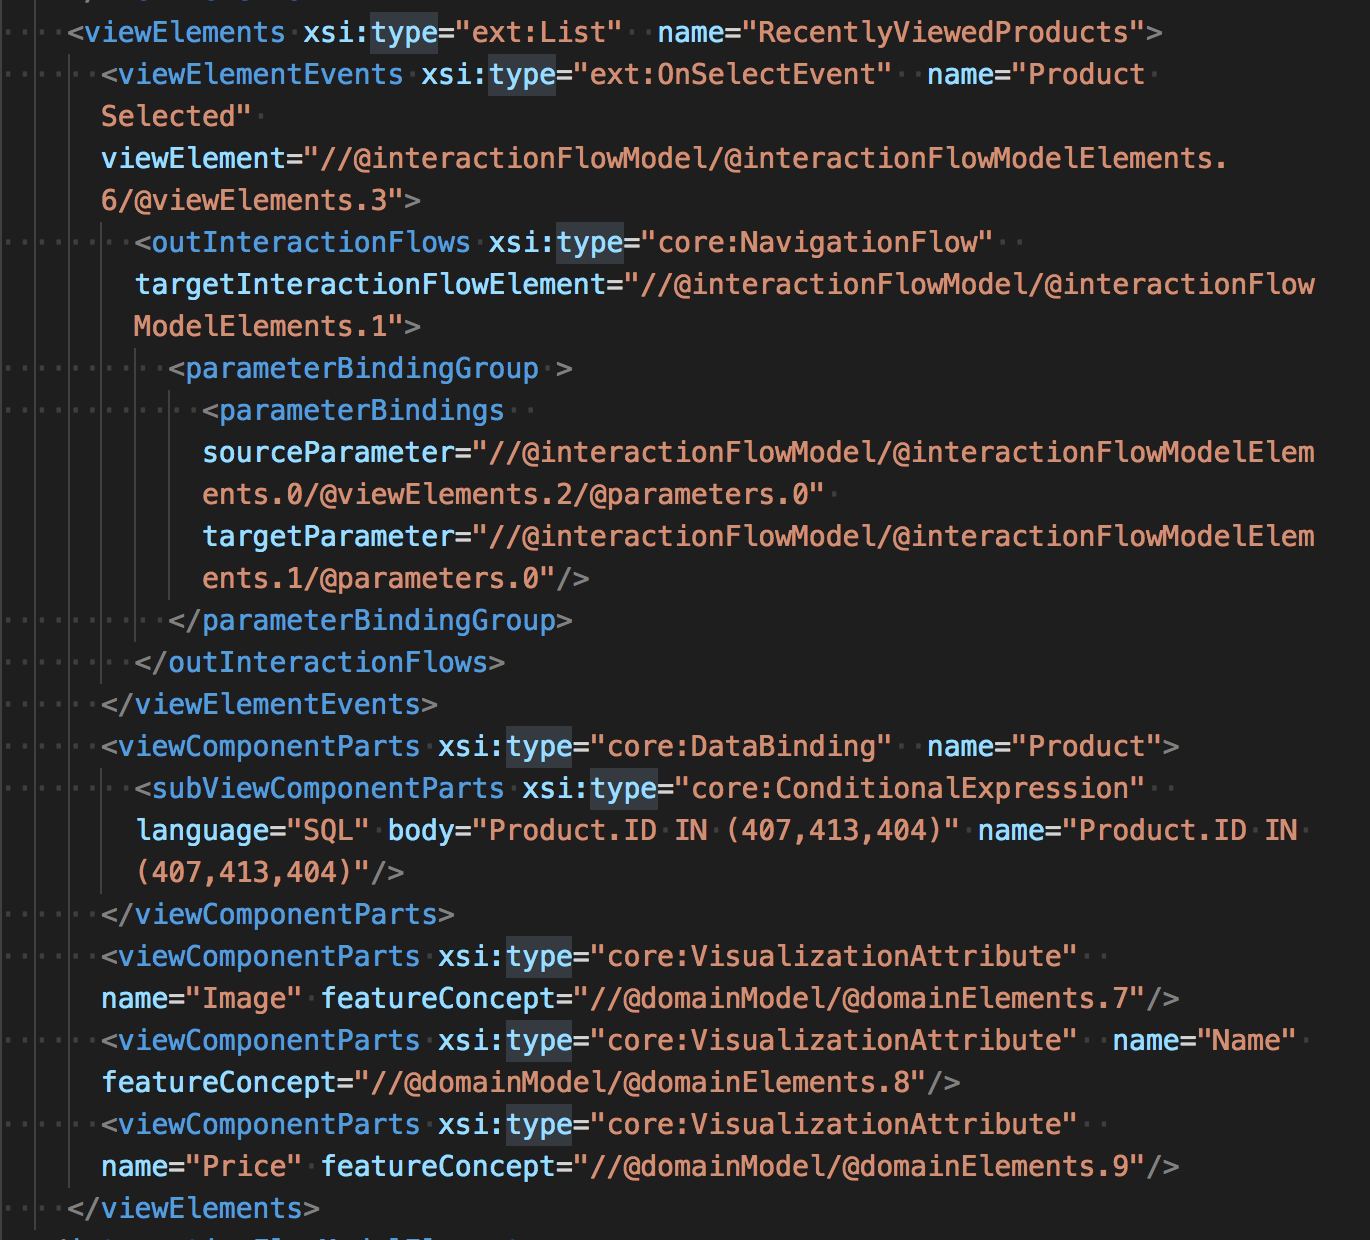 <viewElements xsi:type="ext:List"  name="RecentlyViewedProducts">
<viewElementEvents xsi:type="ext:OnSelectEvent"  name="Product
Selected"
viewElement="//@interactionFlowModel/@interactionFlowModelElements.
6/@viewElements.3">
<outInteractionFlows xsi:type="core:NavigationFlow"
targetInteractionFlowElement="//@interactionFlowModel/@interactionFlow
ModelElements.1">
<parameterBindingGroup >
<parameterBindings
sourceParameter="//@interactionFlowModel/@interactionFlowModelElem
ents.0/@viewElements.2/@parameters.0"
targetParameter="//@interactionFlowModel/@interactionFlowModelElem
ents.1/@parameters.0"/>
</parameterBindingGroup>
</outInteractionFlows>
</viewElementEvents>
<viewComponentParts xsi:type="core:DataBinding"  name="Product">
<subViewComponentParts xsi:type="core:ConditionalExpression"
language="SQL" body="Product.ID IN (407,413,404)" name="Product.ID IN
(407,413,404)"/>
</viewComponentParts>
<viewComponentParts xsi:type="core:VisualizationAttribute"
name="Image" featureConcept="//@domainModel/@domainElements.7"/>
<viewComponentParts xsi:type="core:VisualizationAttribute"  name="Name"
featureConcept="//@domainModel/@domainElements.8"/>
<viewComponentParts xsi:type="core:VisualizationAttribute"
name="Price" featureConcept="//@domainModel/@domainElements.9"/>
</viewElements>